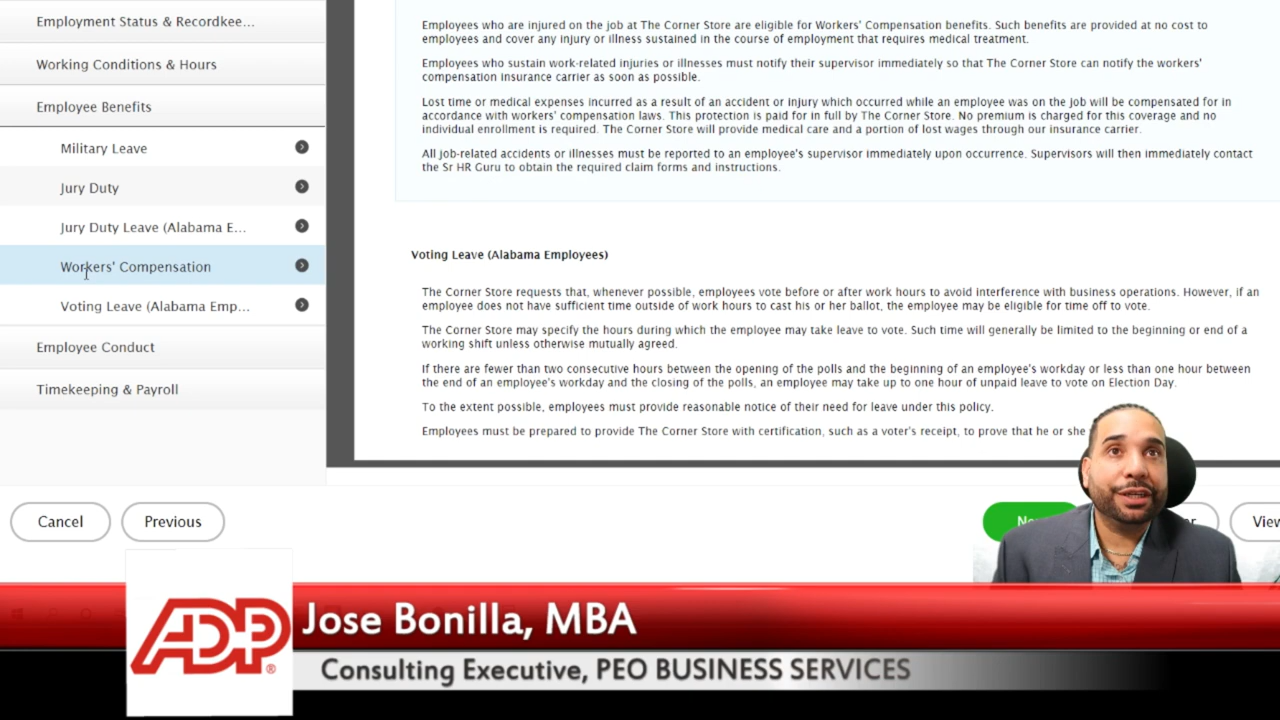 Employment Status & Recordkee...
Working Conditions & Hours
Employee Benefits
Military Leave
Jury Duty
Jury Duty Leave (Alabama E...
Workers' Compensation
Voting Leave (Alabama Emp...
Employee Conduct
Timekeeping & Payroll
Employees who are injured on the job at The Corner Store are eligible for Workers' Compensation benefits. Such benefits are provided at no cost to
employees and cover any injury or illness sustained in the course of employment that requires medical treatment.
Employees who sustain work-related injuries or illnesses must notify their supervisor immediately so that The Corner Store can notify the workers'
compensation insurance carrier as soon as possible.
Lost time or medical expenses incurred as a result of an accident or injury which occurred while an employee was on the job will be compensated for in
accordance with workers' compensation laws. This protection is paid for in full by The Corner Store. No premium is charged for this coverage and no
individual enrollment is required. The Corner Store will provide medical care and a portion of lost wages through our insurance carrier.
All job-related accidents or illnesses must be reported to an employee's supervisor immediately upon occurrence. Supervisors will then immediately contact
the Sr HR Guru to obtain the required claim forms and instructions.
Voting Leave (Alabama Employees)
The Corner Store requests that, whenever possible, employees vote before or after work hours to avoid interference with business operations. However, if an
employee does not have sufficient time outside of work hours to cast his or her ballot, the employee may be eligible for time off to vote.
The Corner Store may specify the hours during which the employee may take leave to vote. Such time will generally be limited to the beginning or end of a
working shift unless otherwise mutually agreed.
If there are fewer than two consecutive hours between the opening of the polls and the beginning of an employee's workday or less than one hour between
the end of an employee's workday and the closing of the polls, an employee may take up to one hour of unpaid leave to vote on Election Day.
To the extent possible, employees must provide reasonable notice of their need for leave under this policy.
Employees must be prepared to provide The Corner Store with certification, such as a voter's receipt, to prove that he or she
Cancel
Previous
View
ADP
Jose Bonilla, MBA
Consulting Executive, PEO BUSINESS SERVICES